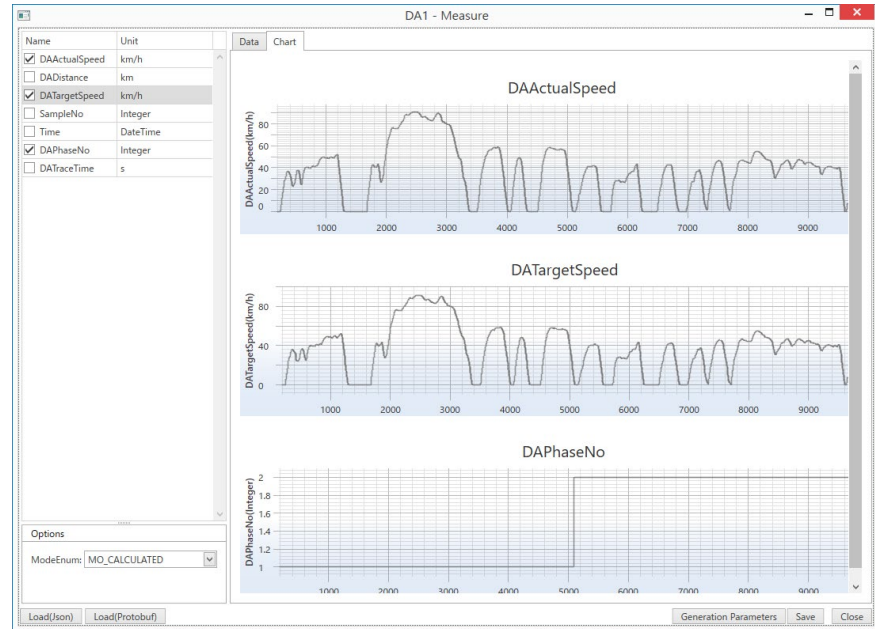 DA1 - Measure
Name Unit
DAActualSpeed km/h
DADistance km
DATargetSpeed km/h
SampleNo Integer
Time DateTime
DAPhaseNo Integer
DATraceTime s
Options
ModeEnum: MO_CALCULATED
Load(Json) Load(Protobuf)
Data Chart
DAActualSpeed
DAActualSpeed(km/h)
80
60
40
20
0
1000 2000 3000 4000 5000 6000 7000 8000 9000
DATargetSpeed
DATargetSpeed(km/h)
80
40
0
1000 2000 3000 4000 5000 6000 7000 8000 9000
DAPhaseNo
DAPhaseNo(Integer)
2
1.8
1.6
1.4
1.2
1
1000 2000 3000 4000 5000 6000 7000 8000 9000
Generation Parameters Save Close